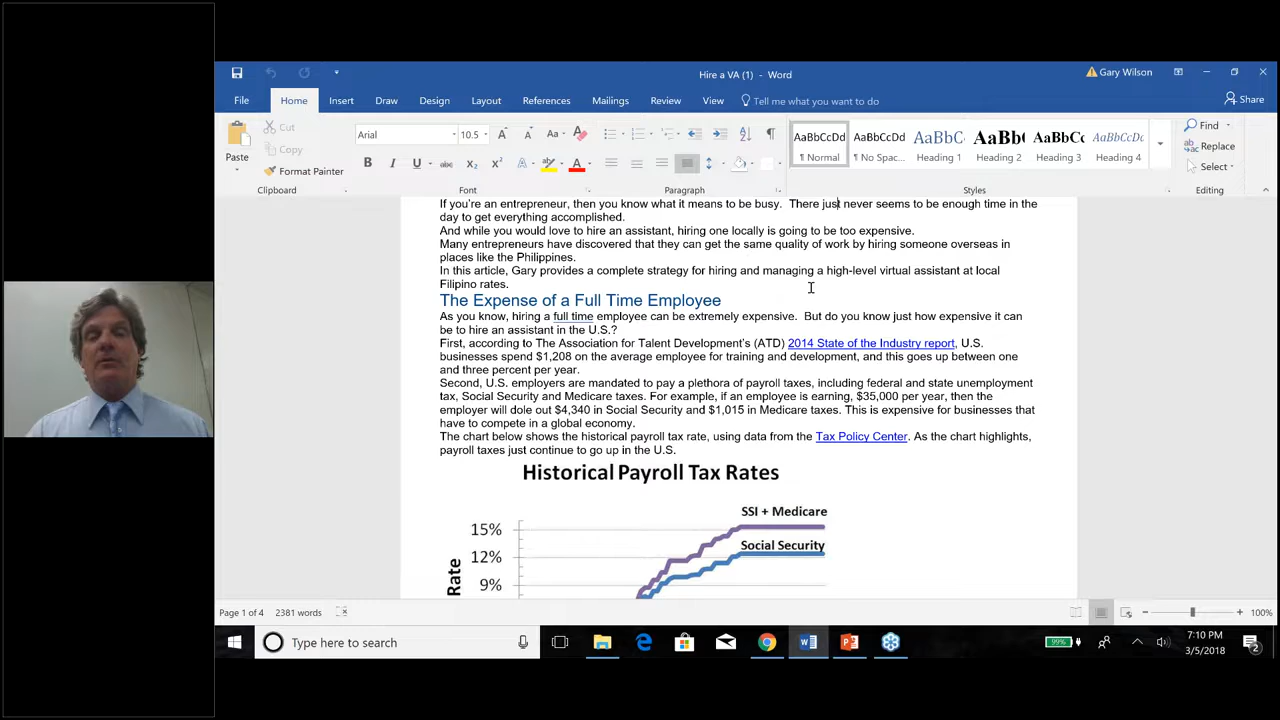 Hire a VA (1) - Word
Gary Wilson
File Home Insert Draw Design Layout References Mailings Review View Tell me what you want to do
Share
Paste
Cut
Copy
Format Painter
Clipboard
Arial 10.5
Font
Paragraph
AaBbCcDd AaBbCcDd AaBbC AaBb( AaBbCc AaBbCcDc
¶ Normal ¶ No Spac... Heading 1 Heading 2 Heading 3 Heading 4
Styles
Find
Replace
Select
Editing
If you're an entrepreneur, then you know what it means to be busy. There just never seems to be enough time in the
day to get everything accomplished.
And while you would love to hire an assistant, hiring one locally is going to be too expensive.
Many entrepreneurs have discovered that they can get the same quality of work by hiring someone overseas in
places like the Philippines.
In this article, Gary provides a complete strategy for hiring and managing a high-level virtual assistant at local
Filipino rates.
The Expense of a Full Time Employee
As you know, hiring a full time employee can be extremely expensive. But do you know just how expensive it can
be to hire an assistant in the U.S.?
First, according to The Association for Talent Development's (ATD) 2014 State of the Industry report, U.S.
businesses spend $1,208 on the average employee for training and development, and this goes up between one
and three percent per year.
Second, U.S. employers are mandated to pay a plethora of payroll taxes, including federal and state unemployment
tax, Social Security and Medicare taxes. For example, if an employee is earning, $35,000 per year, then the
employer will dole out $4,340 in Social Security and $1,015 in Medicare taxes. This is expensive for businesses that
have to compete in a global economy.
The chart below shows the historical payroll tax rate, using data from the Tax Policy Center. As the chart highlights,
payroll taxes just continue to go up in the U.S.
Historical Payroll Tax Rates
SSI + Medicare
15%
Social Security
12%
9%
Rate
Page 1 of 4 2381 words
100%
Type here to search
99%
7:10 PM
3/5/2018
2